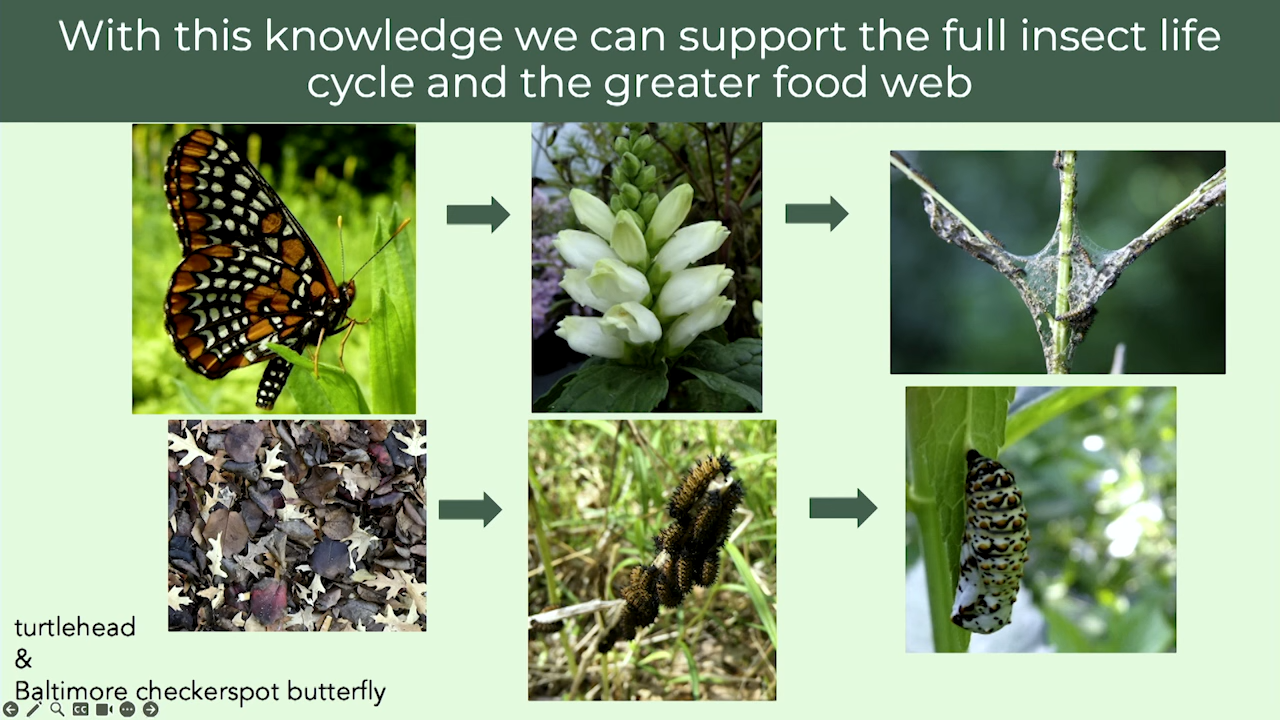 With this knowledge we can support the full insect life
cycle and the greater food web
turtlehead
&
Baltimore checkerspot butterfly
CC